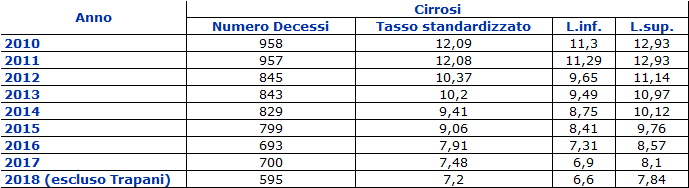 Anno Cirrosi
Numero Decessi Tasso standardizzato L.inf. L.sup.
2010 958 12,09 11,3 12,93
2011 957 12,08 11,29 12,93
2012 845 10,37 9,65 11,14
2013 843 10,2 9,49 10,97
2014 829 9,41 8,75 10,12
2015 799 9,06 8,41 9,76
2016 693 7,91 7,31 8,57
2017 700 7,48 6,9 8,1
2018 (escluso Trapani) 595 7,2 6,6 7,84